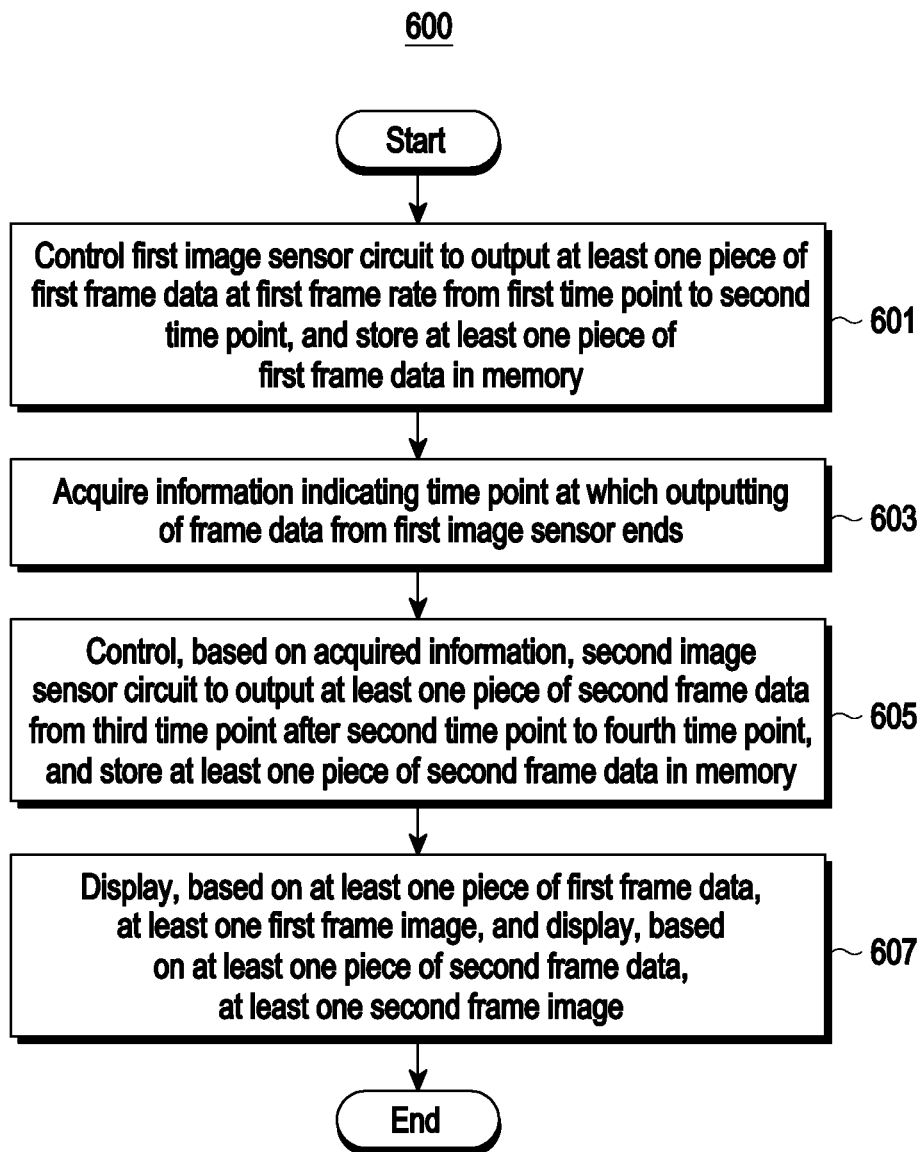 600
Start
Control first image sensor circuit to output at least one piece of
first frame data at first frame rate from first time point to second
time point, and store at least one piece of
first frame data in memory
601
Acquire information indicating time point at which outputting
of frame data from first image sensor ends
603
Control, based on acquired information, second image
sensor circuit to output at least one piece of second frame data
from third time point after second time point to fourth time point,
and store at least one piece of second frame data in memory
605
Display, based on at least one piece of first frame data,
at least one first frame image, and display, based
on at least one piece of second frame data,
at least one second frame image
607
End